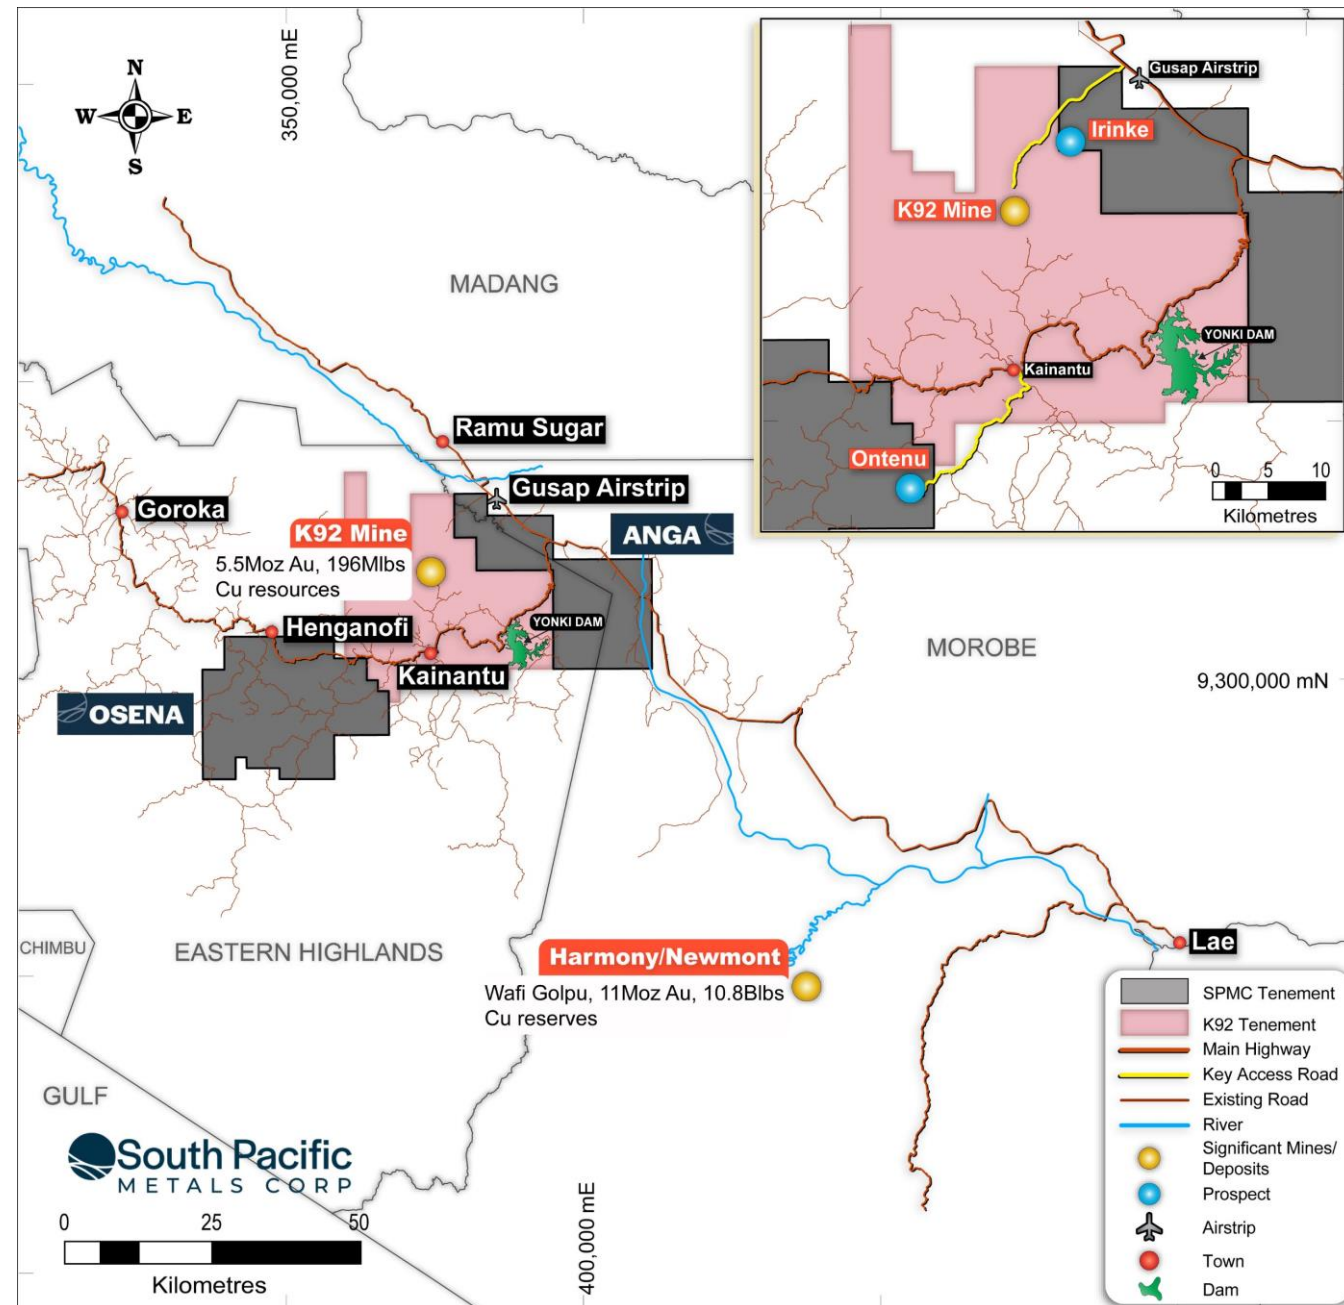 N
W
E
S
350,000 mE
MADANG
Ramu Sugar
Goroka
Gusap Airstrip
ANGA
K92 Mine
5.5Moz Au, 196Mlbs
Cu resources
YONKI DAM
Henganofi
Kainantu
OSENA
MOROBE
9,300,000 mN
CHIMBU
EASTERN HIGHLANDS
Harmony/Newmont
Wafi Golpu, 11Moz Au, 10.8Blbs
Cu reserves
Lae
GULF
South Pacific
METALS CORP
0 25 50
Kilometres
400,000 mE
Gusap Airstrip
Irinke
K92 Mine
YONKI DAM
Kainantu
Ontenu
0 5 10
Kilometres
SPMC Tenement
K92 Tenement
Main Highway
Key Access Road
Existing Road
River
Significant Mines/
Deposits
Prospect
Airstrip
Town
Dam